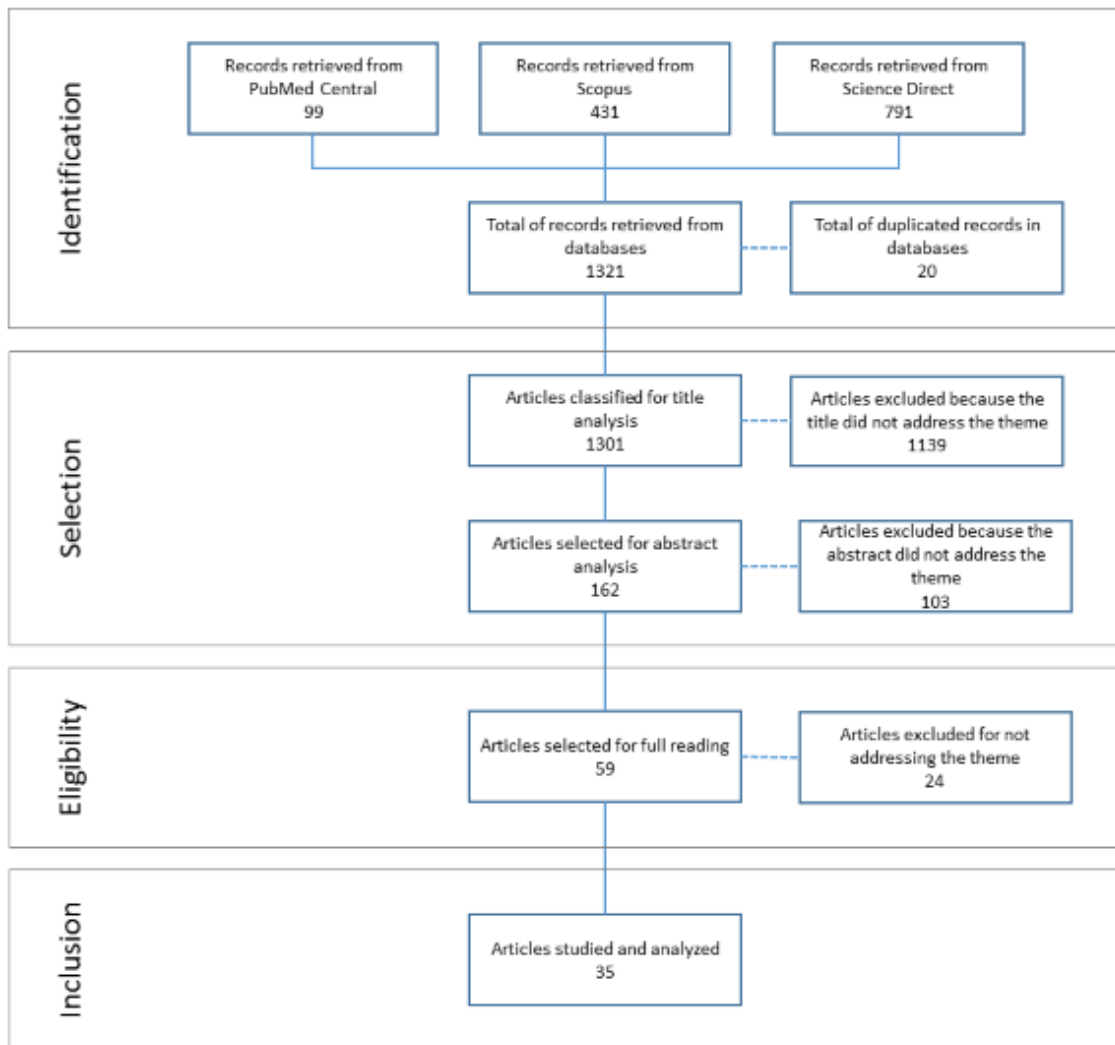 Identification
Records retrieved from
PubMed Central
99
Records retrieved from
Scopus
431
Records retrieved from
Science Direct
791
Total of records retrieved from
databases
1321
Total of duplicated records in
databases
20
Selection
Articles classified for title
analysis
1301
Articles excluded because the
title did not address the theme
1139
Articles selected for abstract
analysis
162
Articles excluded because the
abstract did not address the
theme
103
Eligibility
Articles selected for full reading
59
Articles excluded for not
addressing the theme
24
Inclusion
Articles studied and analyzed
35